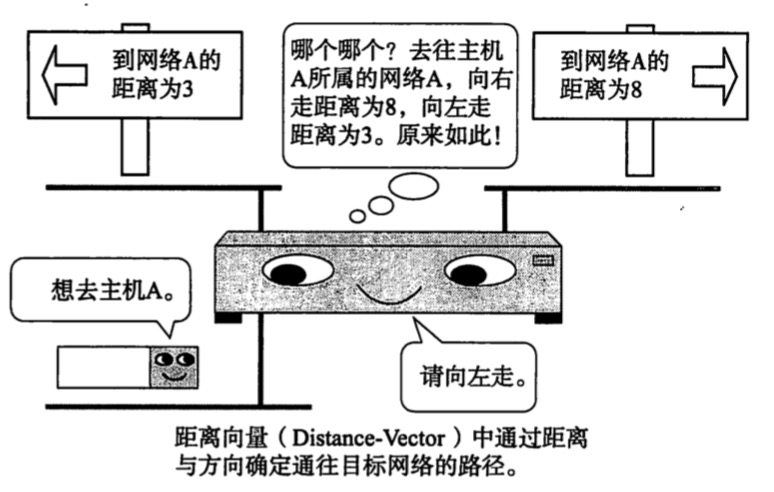 到网络A的
距离为3
哪个哪个？去往主机
A所属的网络A，向右
走距离为8，向左走
距离为3。原来如此！
到网络A的
距离为8
想去主机A。
请向左走。
距离向量（Distance-Vector）中通过距离
与方向确定通往目标网络的路径。